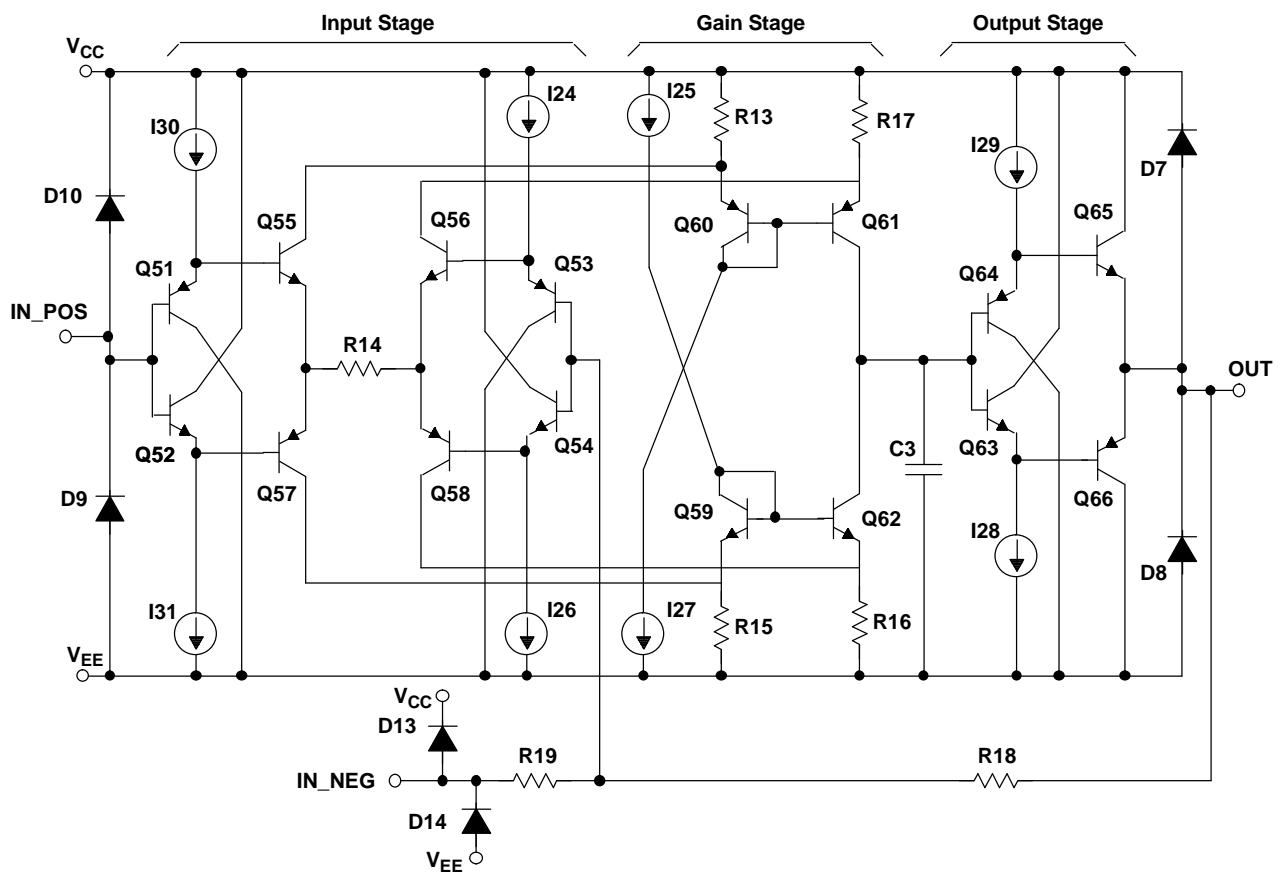 Input Stage
Gain Stage
Output Stage
VCC
I24
I25
R13
R17
I30
I29
D7
D10
Q55
Q56
Q60
Q61
Q65
Q51
Q53
Q64
IN_POS
R14
OUT
Q52
Q54
Q63
C3
D9
Q57
Q58
Q59
Q62
Q66
I28
D8
I31
I26
I27
R15
R16
VEE
VCC
D13
R19
R18
IN_NEG
D14
VEE